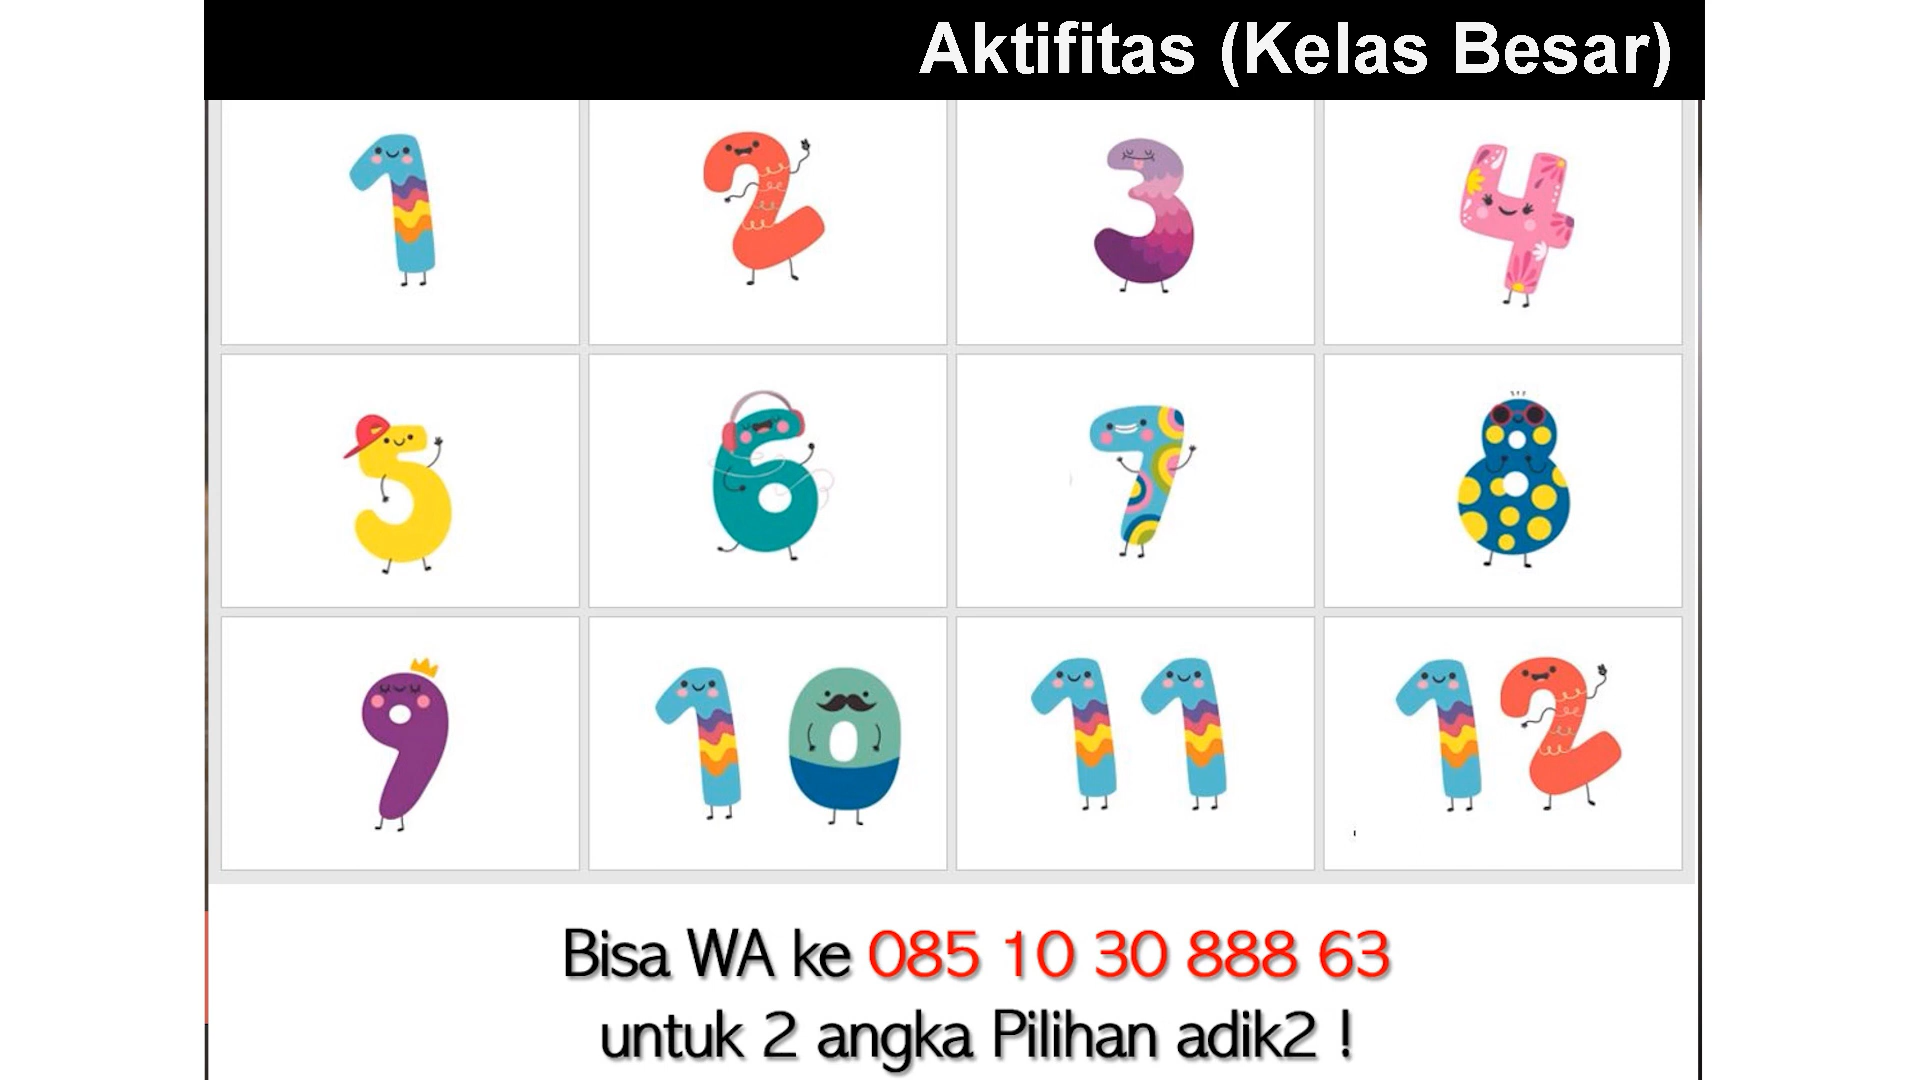 Aktifitas (Kelas Besar)
1 2 3 4
5 6 7 8
9 10 11 12
Bisa WA ke 085 10 30 888 63
untuk 2 angka Pilihan adik2 !